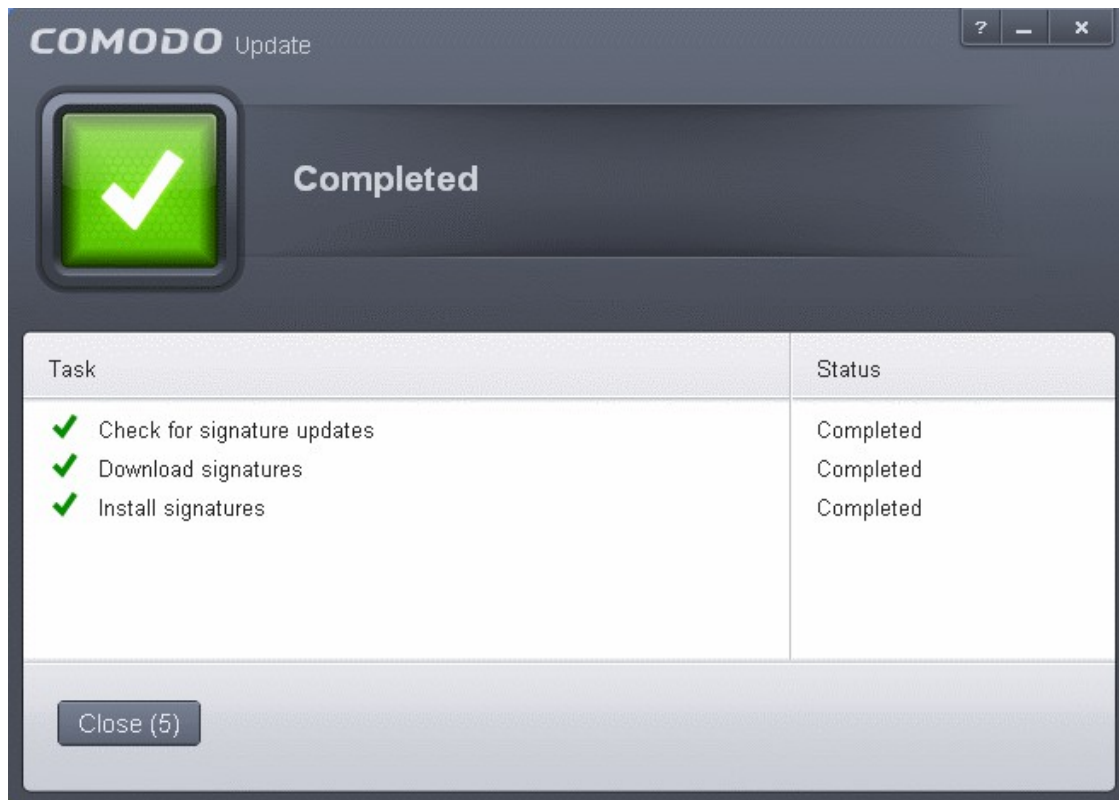 COMODO Update
? _ x
Completed
Task Status
Check for signature updates Completed
Download signatures Completed
Install signatures Completed
Close (5)